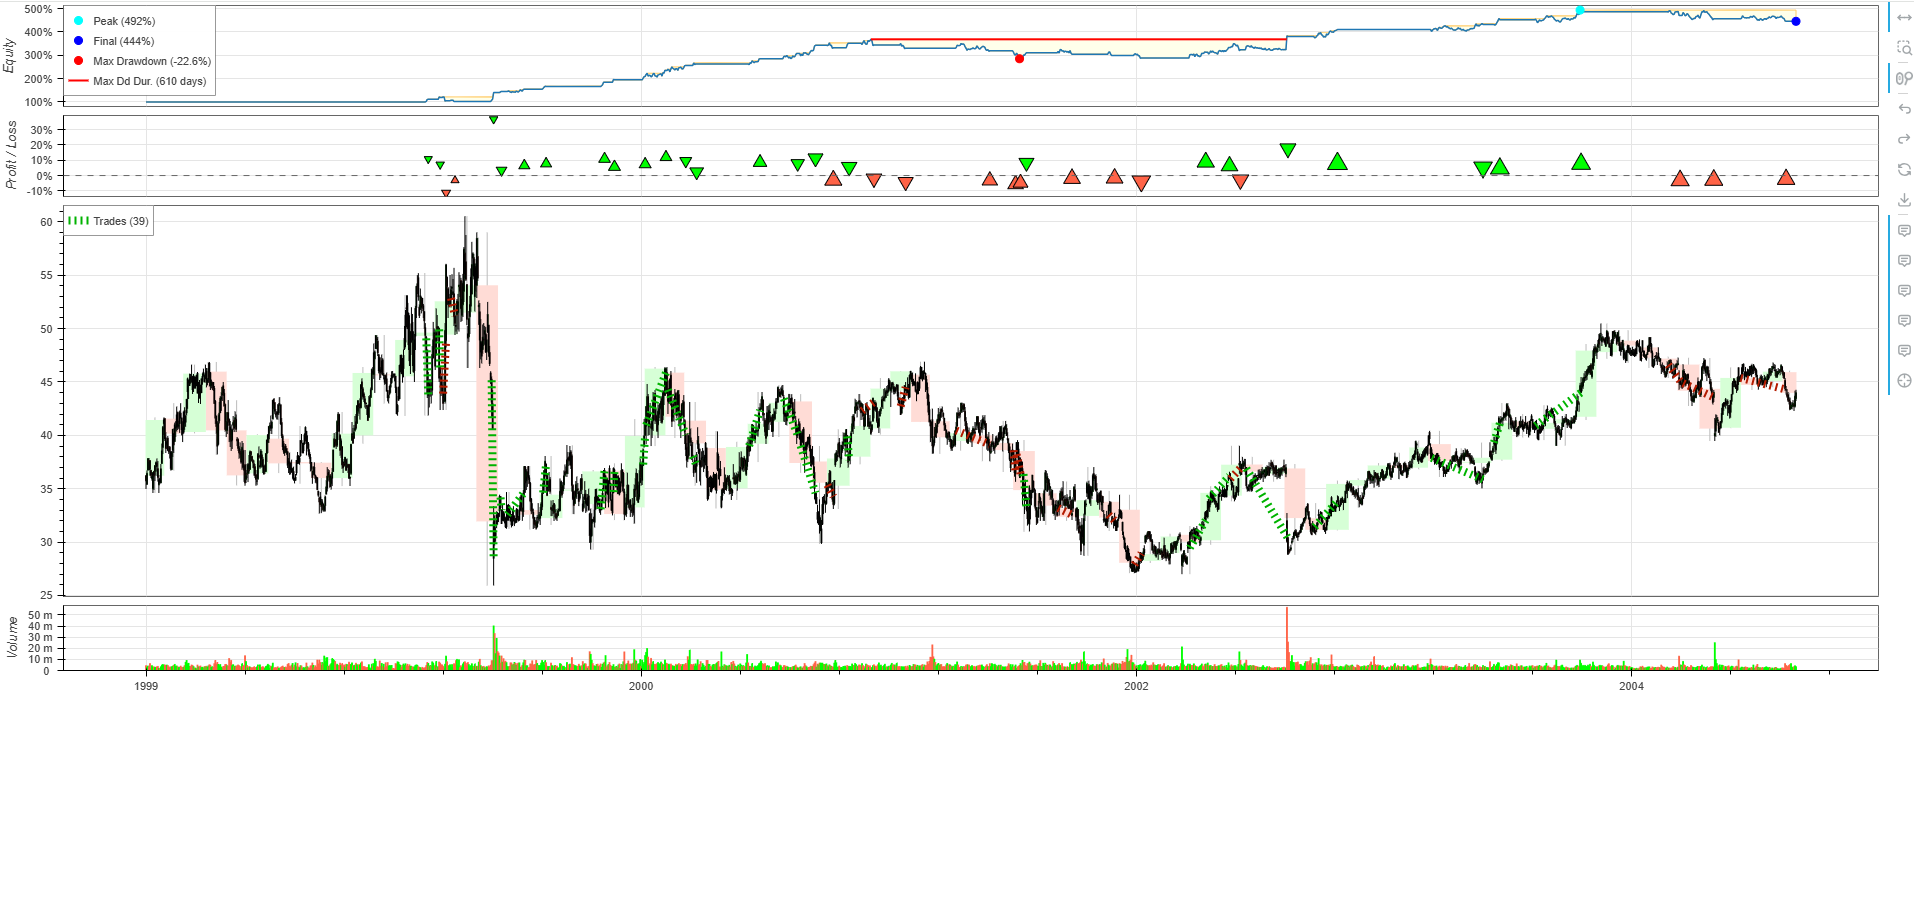 500%
400%
300%
200%
100%
Equity
Peak (492%)
Final (444%)
Max Drawdown (-22.6%)
Max Dd Dur. (610 days)
30%
20%
10%
0%
-10%
Profit / Loss
Trades (39)
60
55
50
45
40
35
30
25
50 m
40 m
30 m
20 m
10 m
0
Volume
1999
2000
2002
2004